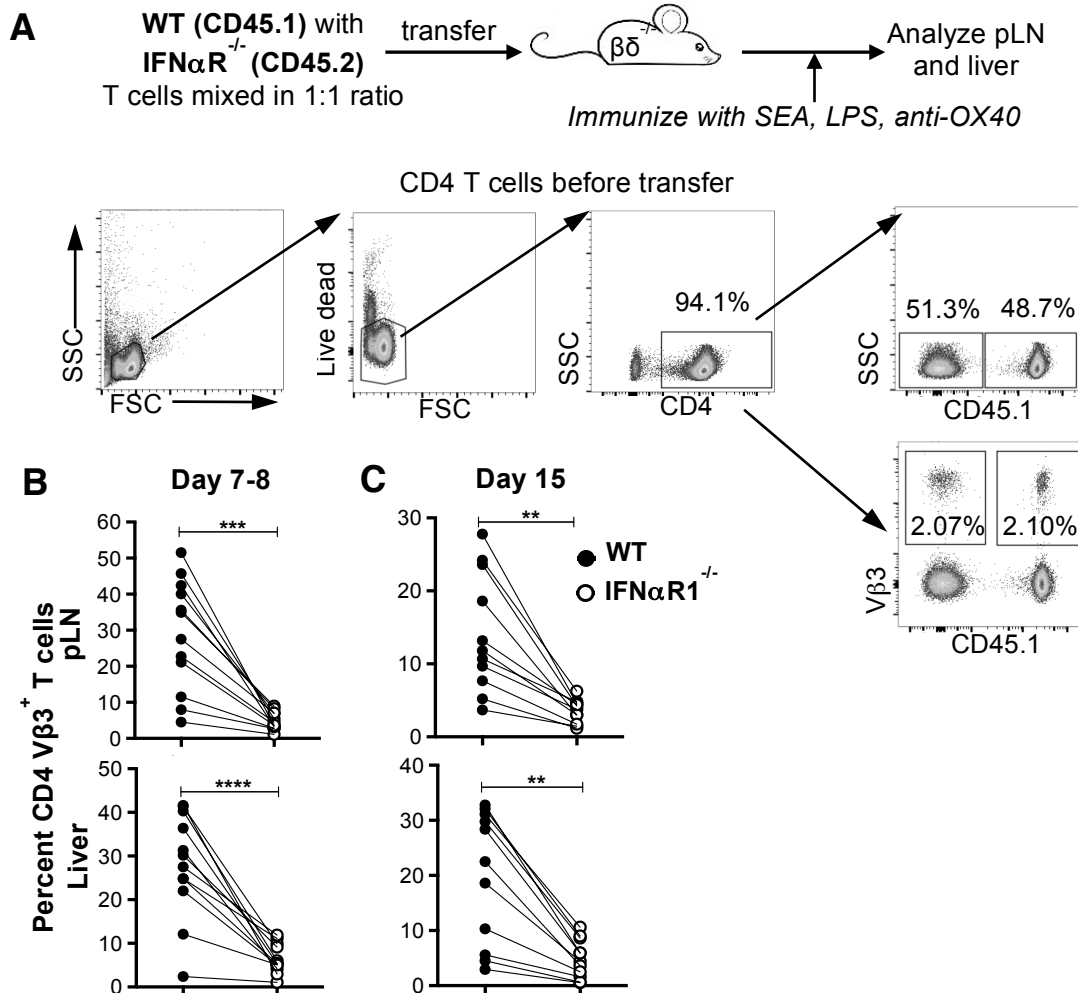 A
WT (CD45.1) with
IFNαR-/- (CD45.2)
T cells mixed in 1:1 ratio
transfer
βδ-/-
Analyze pLN
and liver
Immunize with SEA, LPS, anti-OX40
CD4 T cells before transfer
SSC
FSC
Live dead
FSC
94.1%
SSC
CD4
51.3%
48.7%
SSC
CD45.1
2.07%
2.10%
Vβ3
CD45.1
B
Day 7-8
C
Day 15
Percent CD4 Vβ3+ T cells
pLN
Liver
***
60
50
40
30
20
10
0
**
30
20
10
0
WT
IFNαR1-/-
****
50
40
30
20
10
0
**
40
30
20
10
0